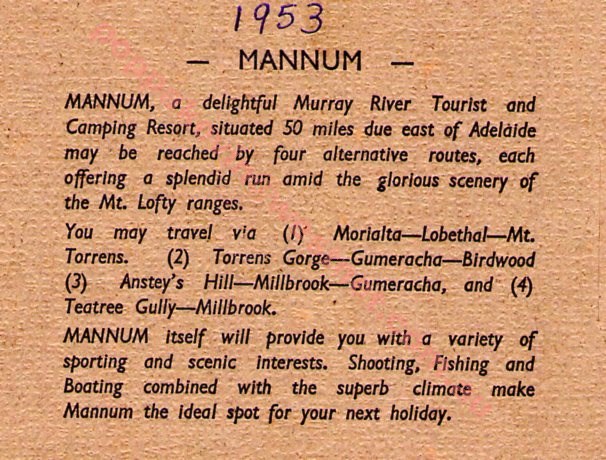 1953
— MANNUM —
MANNUM, a delightful Murray River Tourist and
Camping Resort, situated 50 miles due east of Adelaide
may be reached by four alternative routes, each
offering a splendid run amid the glorious scenery of
the Mt. Lofty ranges.
You may travel via (1) Morialta—Lobethal—Mt.
Torrens. (2) Torrens Gorge—Gumeracha—Birdwood
(3) Anstey's Hill—Millbrook—Gumeracha, and (4)
Teatree Gully—Millbrook.
MANNUM itself will provide you with a variety of
sporting and scenic interests. Shooting, Fishing and
Boating combined with the superb climate make
Mannum the ideal spot for your next holiday.